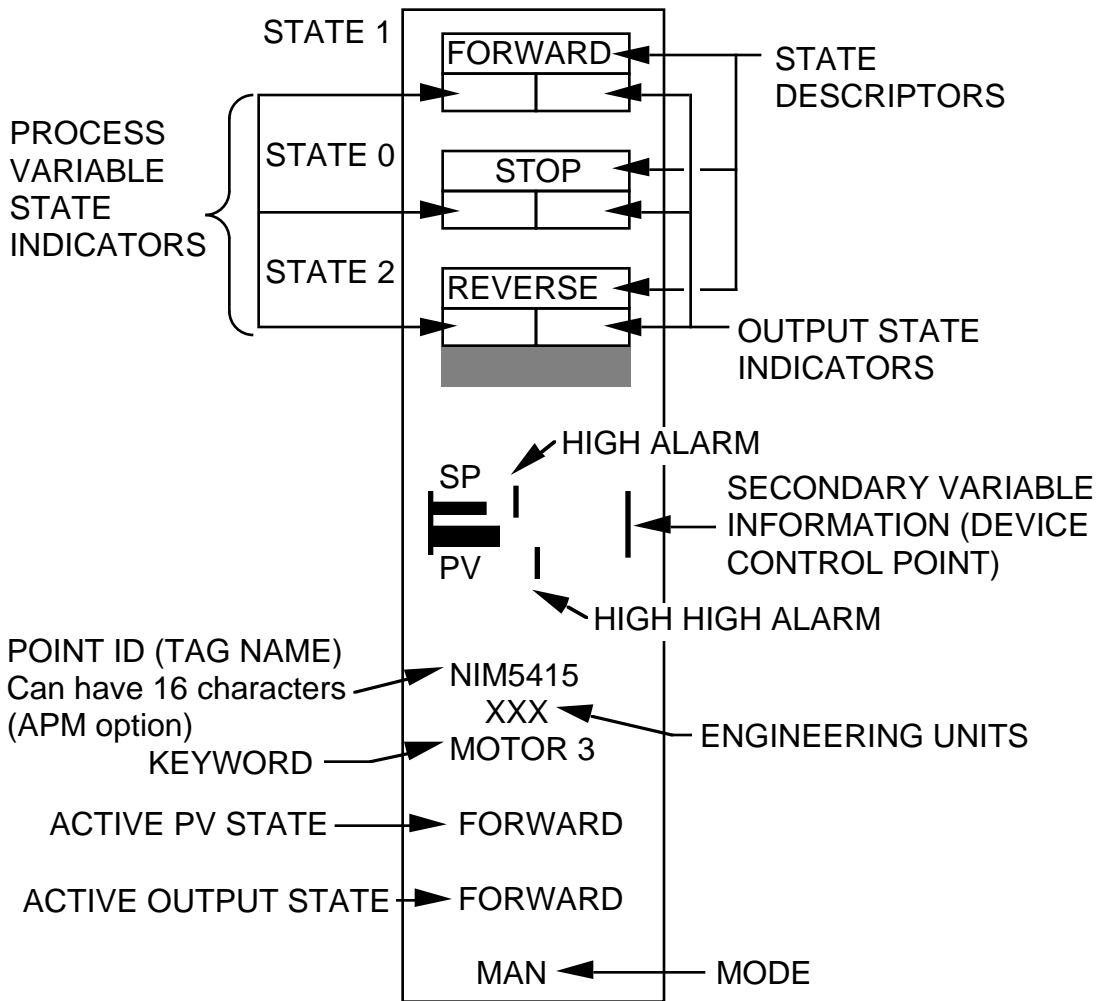 STATE 1
FORWARD
STATE
DESCRIPTORS
PROCESS
VARIABLE
STATE
INDICATORS
STATE 0
STOP
STATE 2
REVERSE
OUTPUT STATE
INDICATORS
HIGH ALARM
SP
SECONDARY VARIABLE
INFORMATION (DEVICE
CONTROL POINT)
PV
HIGH HIGH ALARM
POINT ID (TAG NAME)
Can have 16 characters
(APM option)
NIM5415
XXX
ENGINEERING UNITS
KEYWORD
MOTOR 3
ACTIVE PV STATE
FORWARD
ACTIVE OUTPUT STATE
FORWARD
MAN
MODE